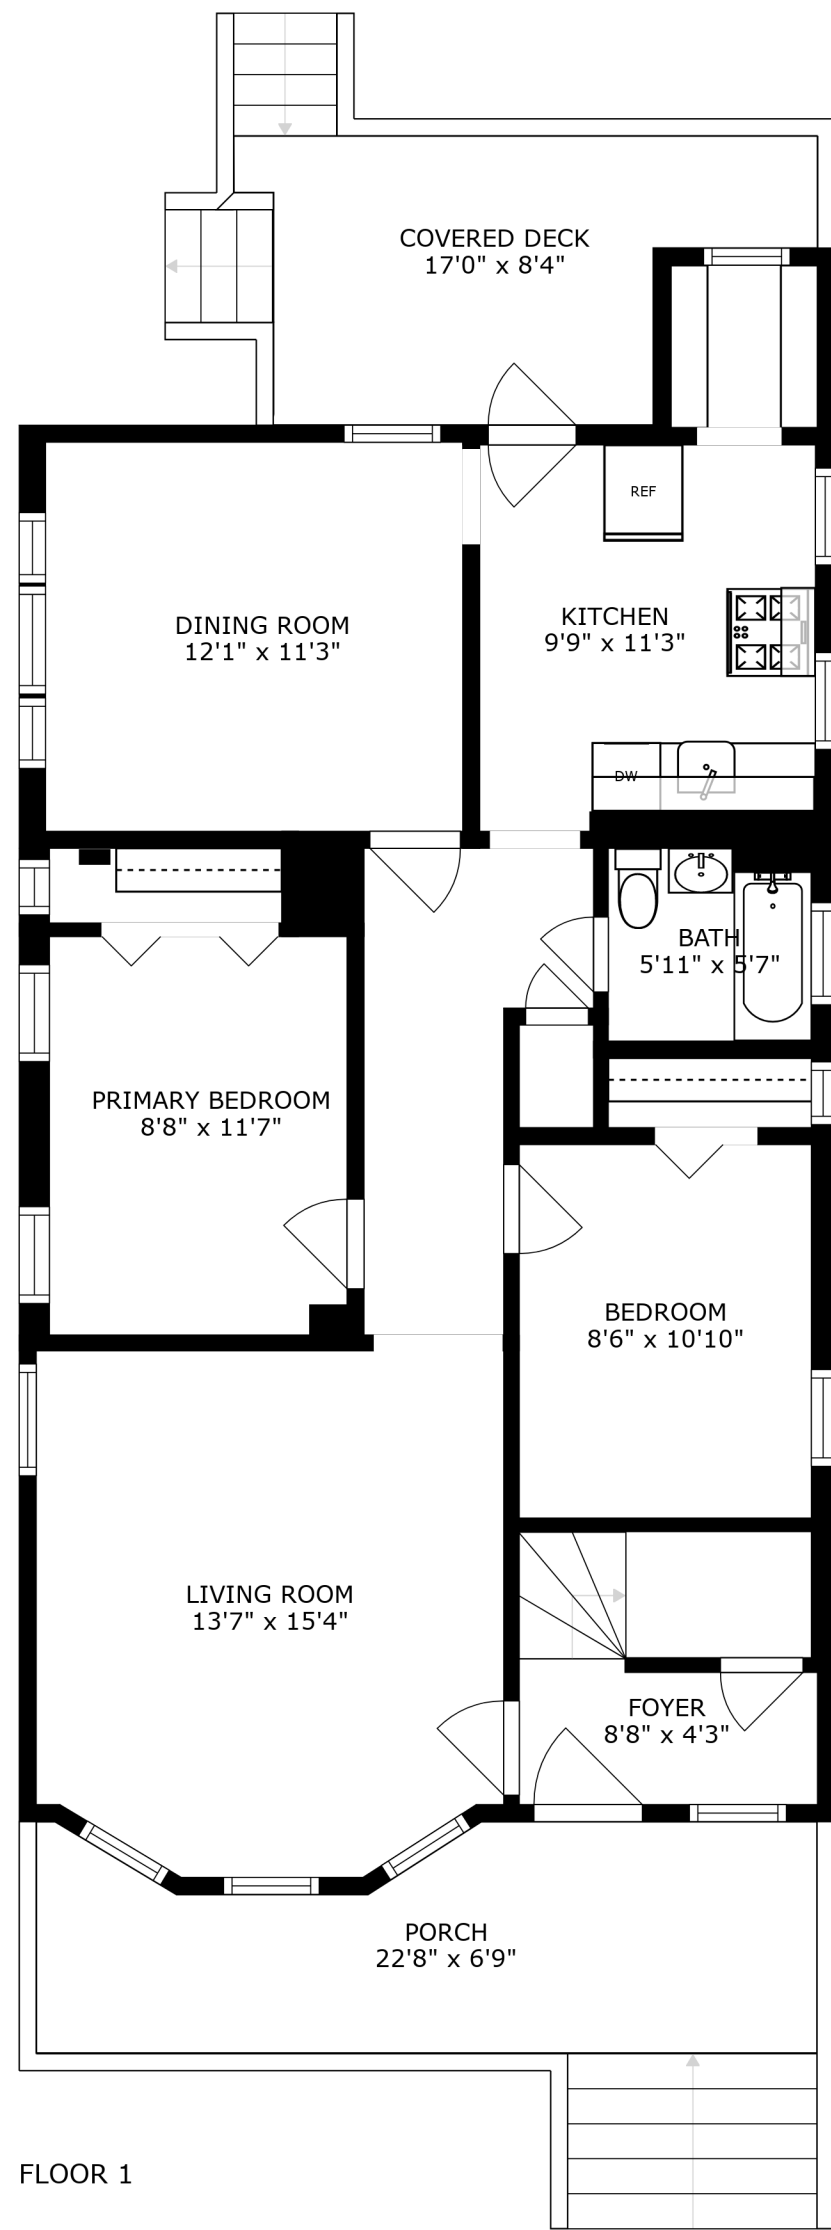 COVERED DECK
17'0" x 8'4"
REF
DINING ROOM
12'1" x 11'3"
KITCHEN
9'9" x 11'3"
DW
BATH
5'11" x 5'7"
PRIMARY BEDROOM
8'8" x 11'7"
BEDROOM
8'6" x 10'10"
LIVING ROOM
13'7" x 15'4"
FOYER
8'8" x 4'3"
PORCH
22'8" x 6'9"
FLOOR 1